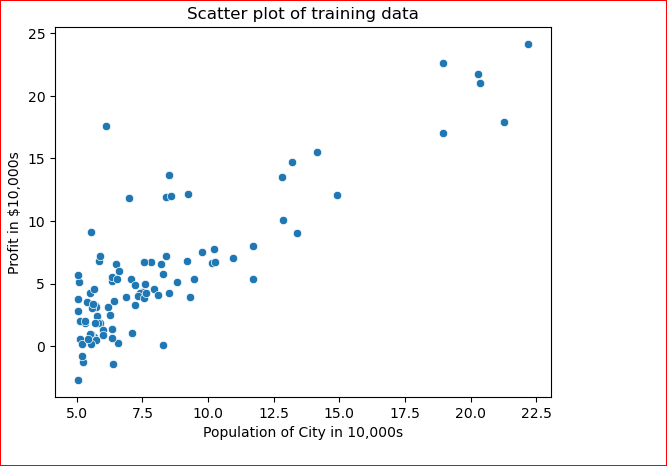 Scatter plot of training data
25
20
15
10
5
0
Profit in $10,000s
5.0 7.5 10.0 12.5 15.0 17.5 20.0 22.5
Population of City in 10,000s